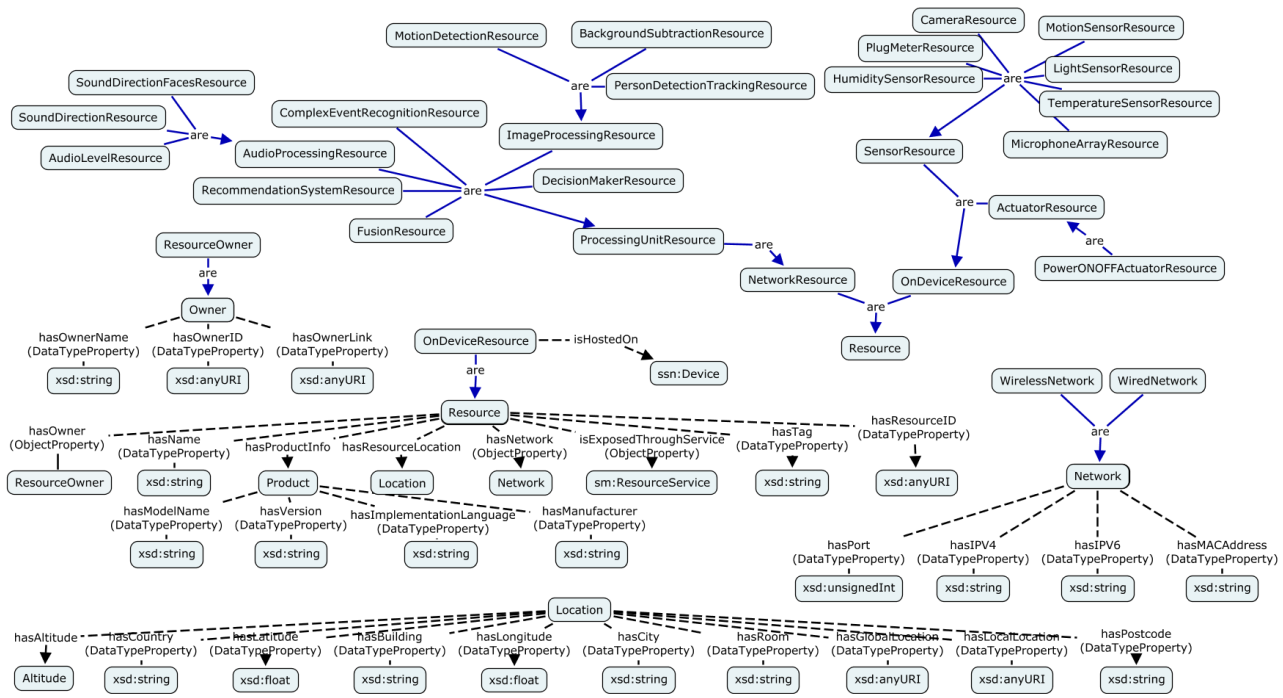 CameraResource
MotionDetectionResource
BackgroundSubtractionResource
MotionSensorResource
PlugMeterResource
SoundDirectionFacesResource
are
PersonDetectionTrackingResource
HumiditySensorResource
are
LightSensorResource
TemperatureSensorResource
SoundDirectionResource
ComplexEventRecognitionResource
are
ImageProcessingResource
MicrophoneArrayResource
AudioLevelResource
AudioProcessingResource
SensorResource
RecommendationSystemResource
are
DecisionMakerResource
are
ActuatorResource
FusionResource
ProcessingUnitResource
are
are
ResourceOwner
PowerONOFFActuatorResource
are
NetworkResource
OnDeviceResource
are
Owner
Resource
hasOwnerName
(DataTypeProperty)
hasOwnerID
(DataTypeProperty)
hasOwnerLink
(DataTypeProperty)
xsd:string
xsd:anyURI
xsd:anyURI
OnDeviceResource
isHostedOn
ssn:Device
are
WirelessNetwork
WiredNetwork
are
Resource
hasOwner
(ObjectProperty)
hasName
(DataTypeProperty)
hasProductInfo
hasResourceLocation
hasNetwork
(ObjectProperty)
isExposedThroughService
(ObjectProperty)
hasTag
(DataTypeProperty)
hasResourceID
(DataTypeProperty)
ResourceOwner
xsd:string
Product
Location
Network
sm:ResourceService
xsd:string
xsd:anyURI
Network
hasModelName
(DataTypeProperty)
hasVersion
(DataTypeProperty)
hasImplementationLanguage
(DataTypeProperty)
hasManufacturer
(DataTypeProperty)
xsd:string
xsd:string
xsd:string
xsd:string
hasPort
(DataTypeProperty)
hasIPV4
(DataTypeProperty)
hasIPV6
(DataTypeProperty)
hasMACAddress
(DataTypeProperty)
xsd:unsignedInt
xsd:string
xsd:string
xsd:string
Location
hasAltitude
hasCountry
(DataTypeProperty)
hasLatitude
(DataTypeProperty)
hasBuilding
(DataTypeProperty)
hasLongitude
(DataTypeProperty)
hasCity
(DataTypeProperty)
hasRoom
(DataTypeProperty)
hasGlobalLocation
(DataTypeProperty)
hasLocalLocation
(DataTypeProperty)
hasPostcode
(DataTypeProperty)
Altitude
xsd:string
xsd:float
xsd:string
xsd:float
xsd:string
xsd:string
xsd:anyURI
xsd:anyURI
xsd:string